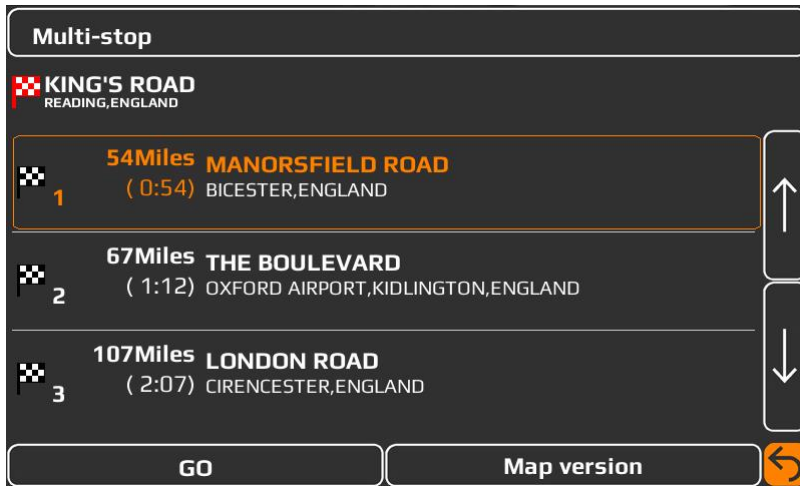 Multi-stop
KING'S ROAD
READING,ENGLAND
54Miles MANORSFIELD ROAD
1 ( 0:54) BICESTER,ENGLAND
67Miles THE BOULEVARD
2 ( 1:12) OXFORD AIRPORT,KIDLINGTON,ENGLAND
107Miles LONDON ROAD
3 ( 2:07) CIRENCESTER,ENGLAND
GO Map version